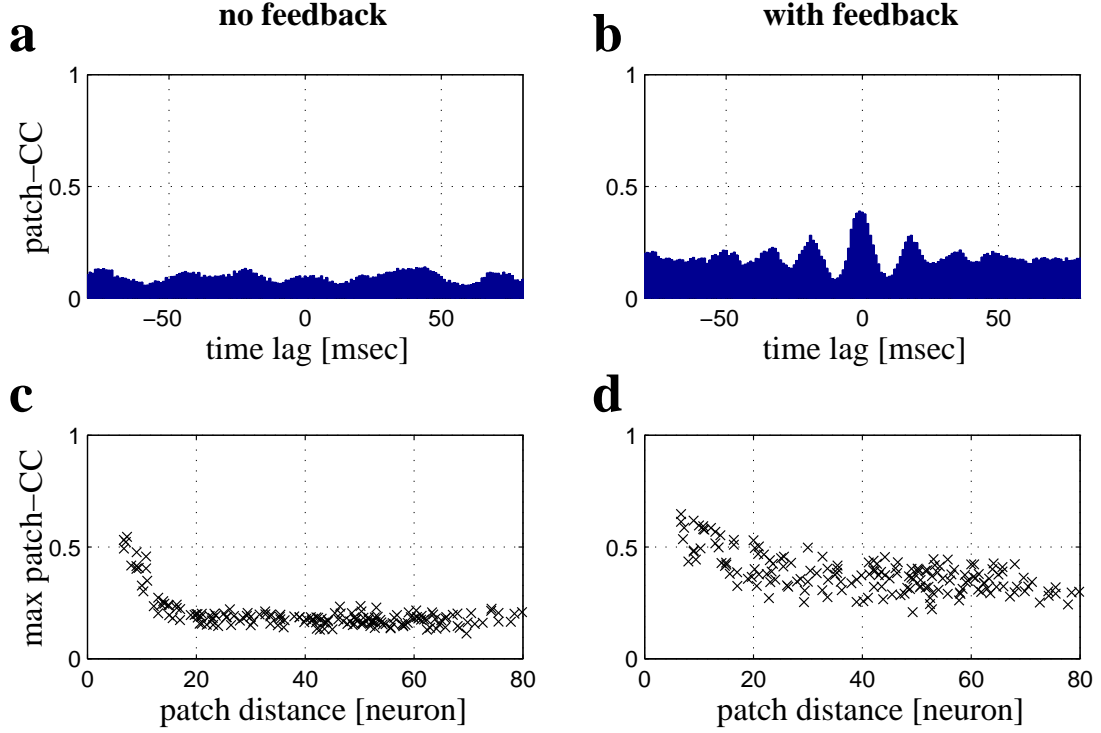 no feedback
with feedback
a
b
1
0.5
0
patch–CC
−50
0
50
time lag [msec]
1
0.5
0
−50
0
50
time lag [msec]
c
d
1
0.5
0
max patch–CC
0
20
40
60
80
patch distance [neuron]
1
0.5
0
0
20
40
60
80
patch distance [neuron]